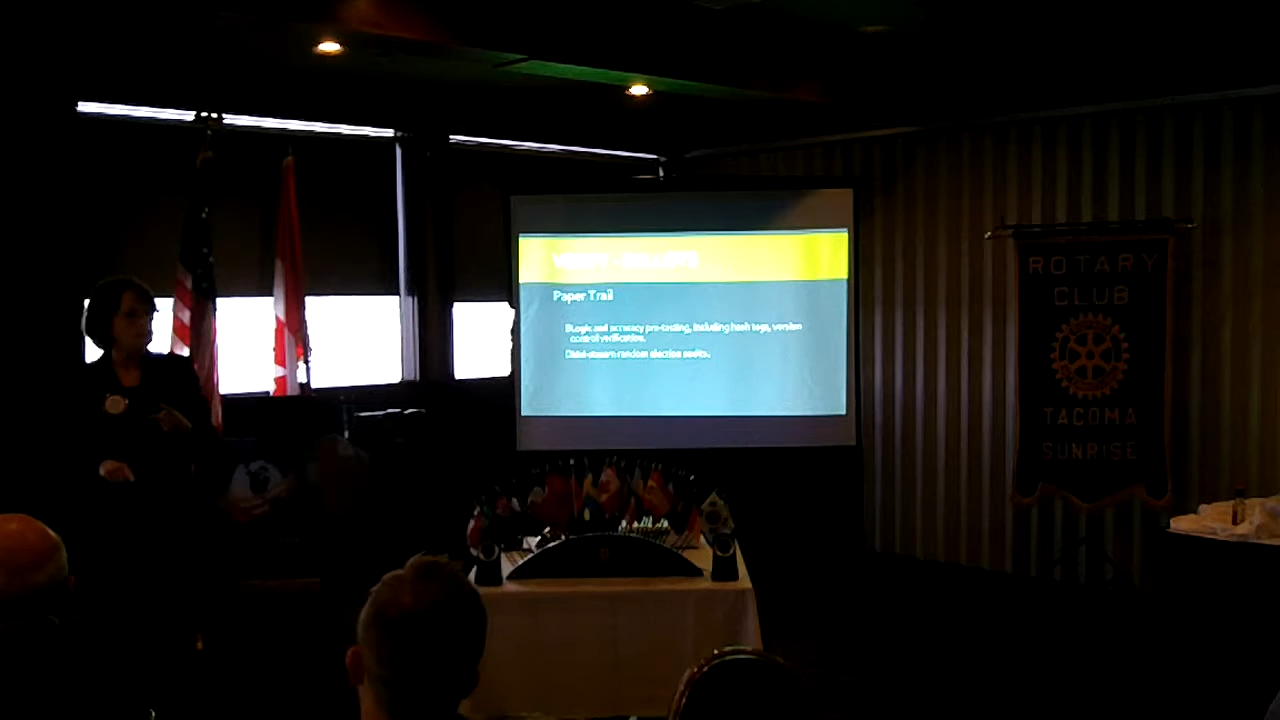 Paper Trail
Logic and accuracy pre-testing, including hash tags, version
control verification.
random election
ROTARY
CLUB
TACOMA
SUNRISE